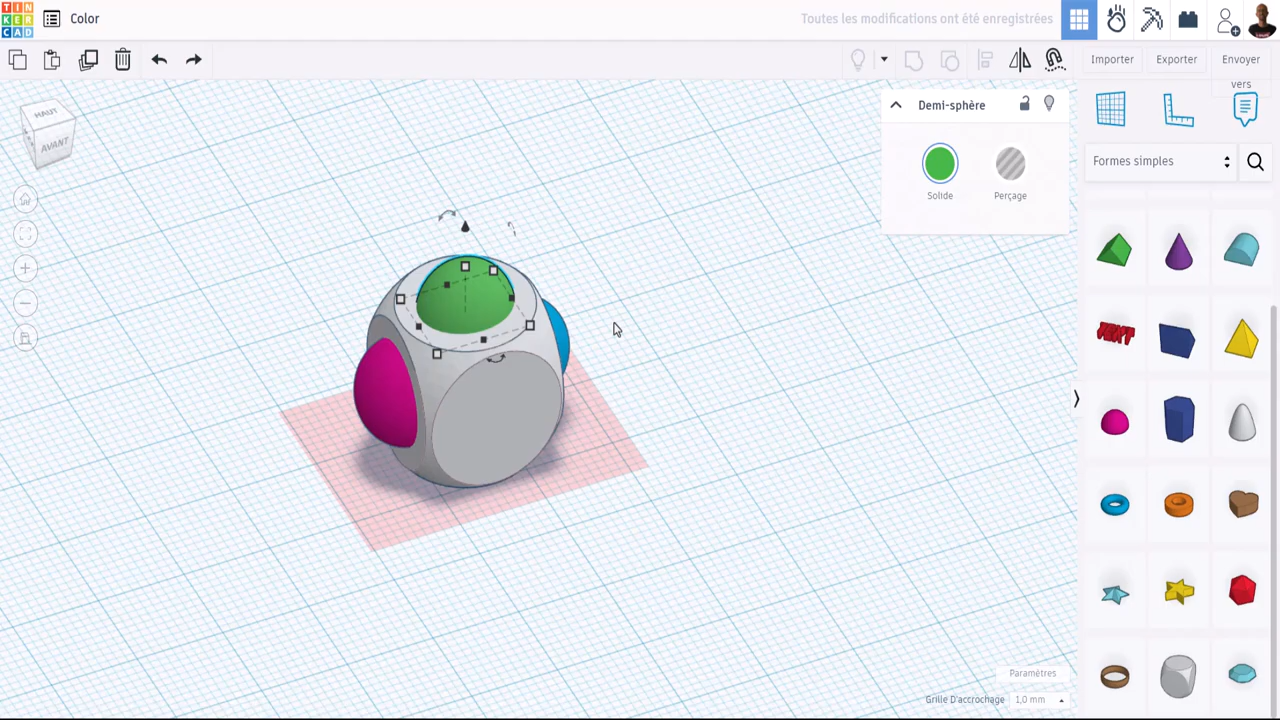 TIN
KER
CAD
Color
Toutes les modifications ont été enregistrées
Importer
Exporter
Envoyer
vers
HAUT
AVANT
Demi-sphère
Solide
Perçage
Formes simples
TEXT
Paramètres
Grille D'accrochage
1,0 mm